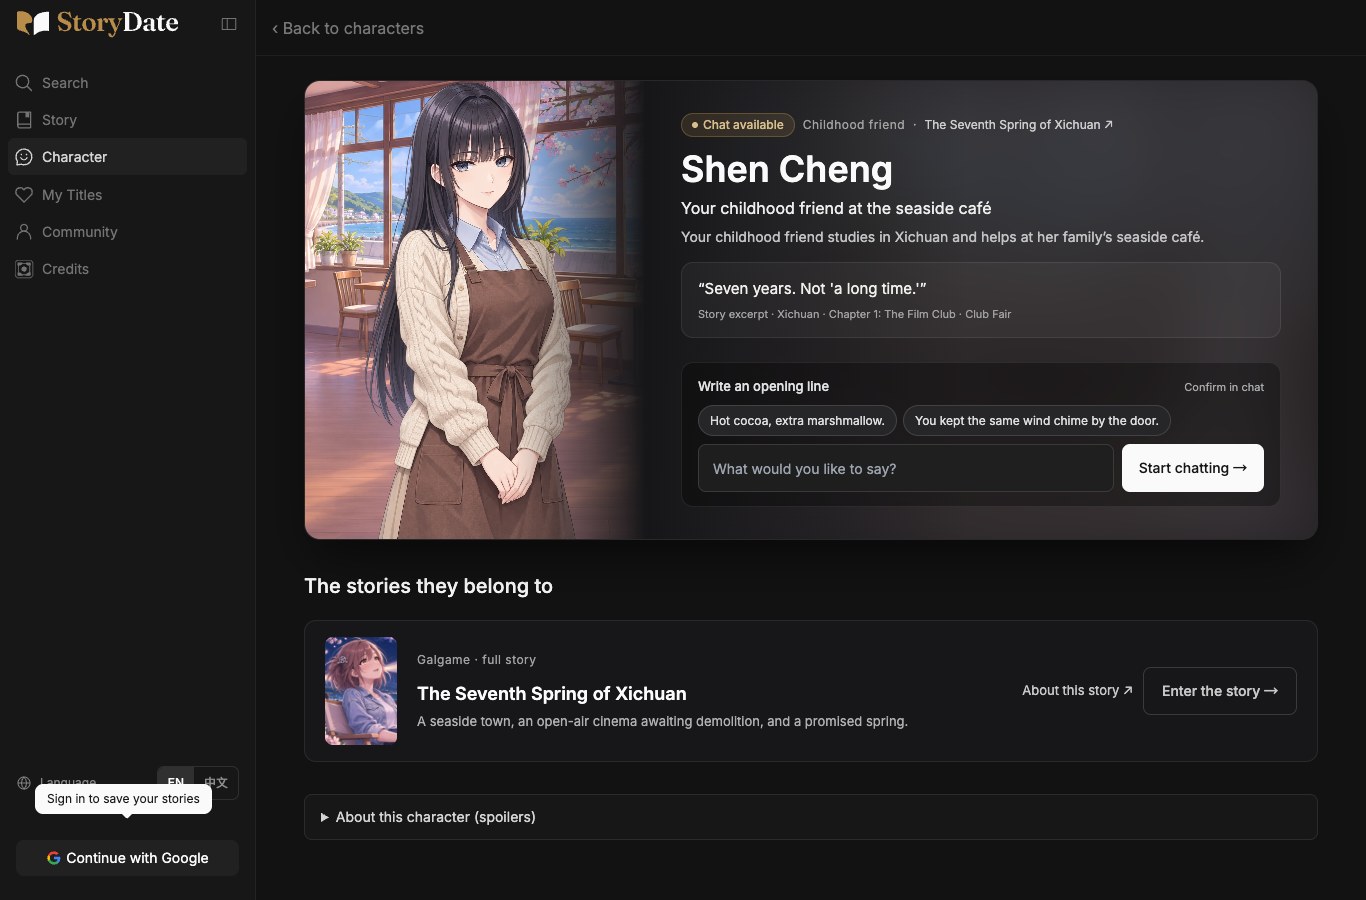 StoryDate
Search
Story
Character
My Titles
Community
Credits
Language
EN
中文
Sign in to save your stories
Continue with Google
‹ Back to characters
Chat available
Childhood friend · The Seventh Spring of Xichuan ↗
Shen Cheng
Your childhood friend at the seaside café
Your childhood friend studies in Xichuan and helps at her family’s seaside café.
“Seven years. Not 'a long time.'”
Story excerpt · Xichuan · Chapter 1: The Film Club · Club Fair
Write an opening line
Confirm in chat
Hot cocoa, extra marshmallow.
You kept the same wind chime by the door.
What would you like to say?
Start chatting →
The stories they belong to
Galgame · full story
The Seventh Spring of Xichuan
A seaside town, an open-air cinema awaiting demolition, and a promised spring.
About this story ↗
Enter the story →
▶ About this character (spoilers)